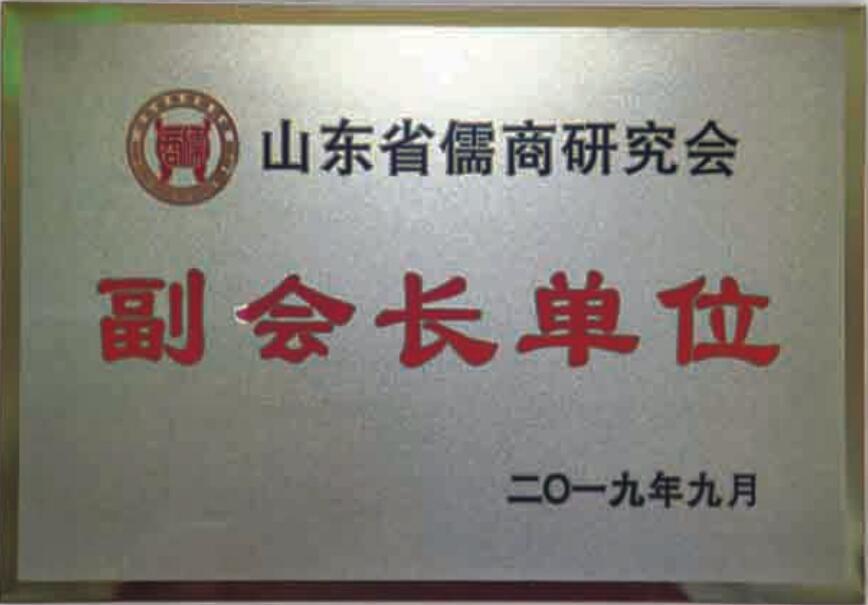 山东省儒商研究会
副会长单位
二〇一九年九月